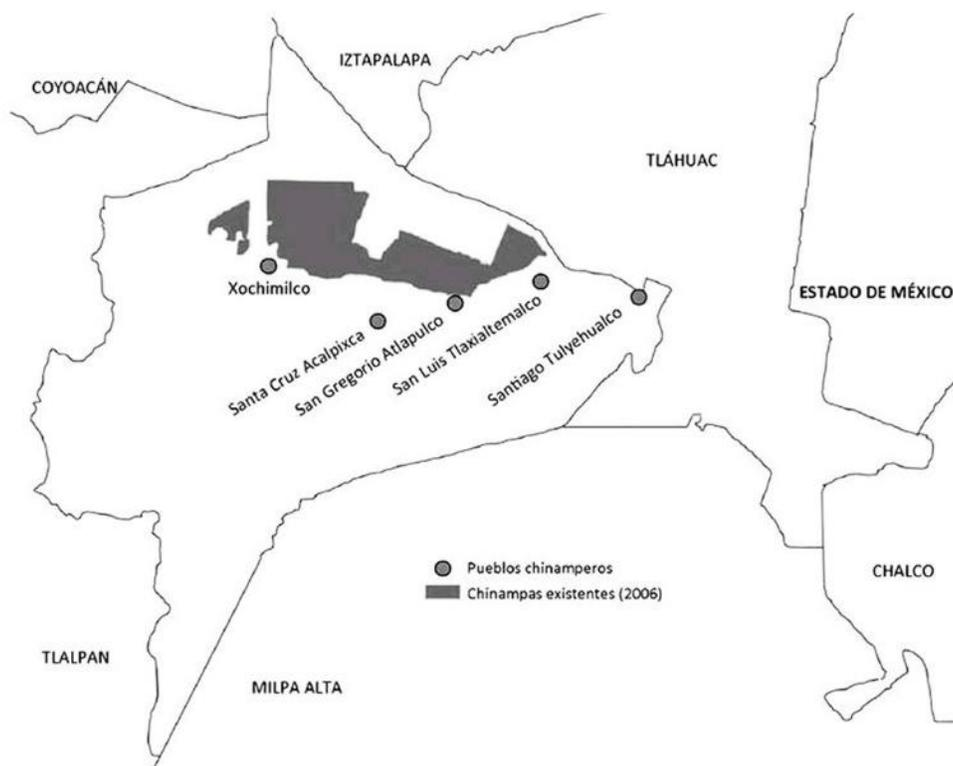 IZTAPALAPA
COYOACÁN
TLÁHUAC
Xochimilco
ESTADO DE MÉXICO
Santa Cruz Acalpixca
San Gregorio Atlapulco
San Luis Tlaxialtemalco
Santiago Tulyehualco
Pueblos chinamperos
Chinampas existentes (2006)
CHALCO
TLALPAN
MILPA ALTA